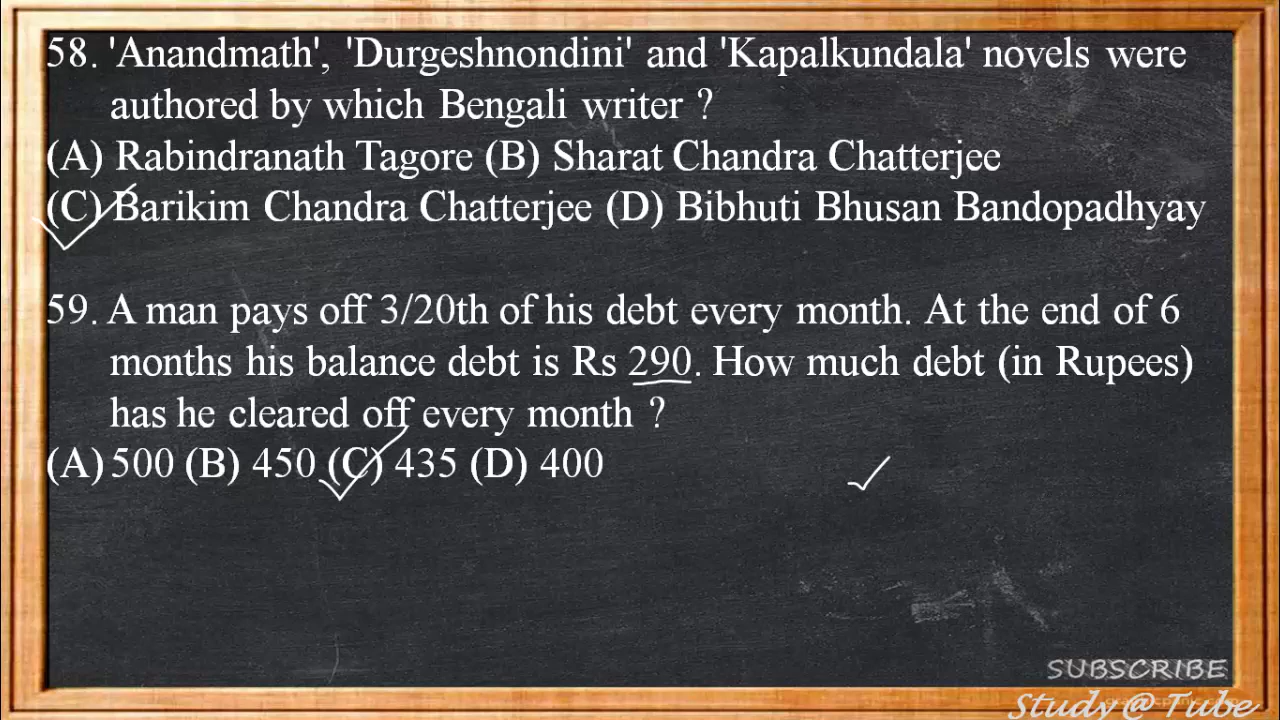 58. 'Anandmath', 'Durgeshnondini' and 'Kapalkundala' novels were
authored by which Bengali writer ?
(A) Rabindranath Tagore (B) Sharat Chandra Chatterjee
(C) Barikim Chandra Chatterjee (D) Bibhuti Bhusan Bandopadhyay
59. A man pays off 3/20th of his debt every month. At the end of 6
months his balance debt is Rs 290. How much debt (in Rupees)
has he cleared off every month ?
(A) 500 (B) 450 (C) 435 (D) 400
SUBSCRIBE
Study @ Tube